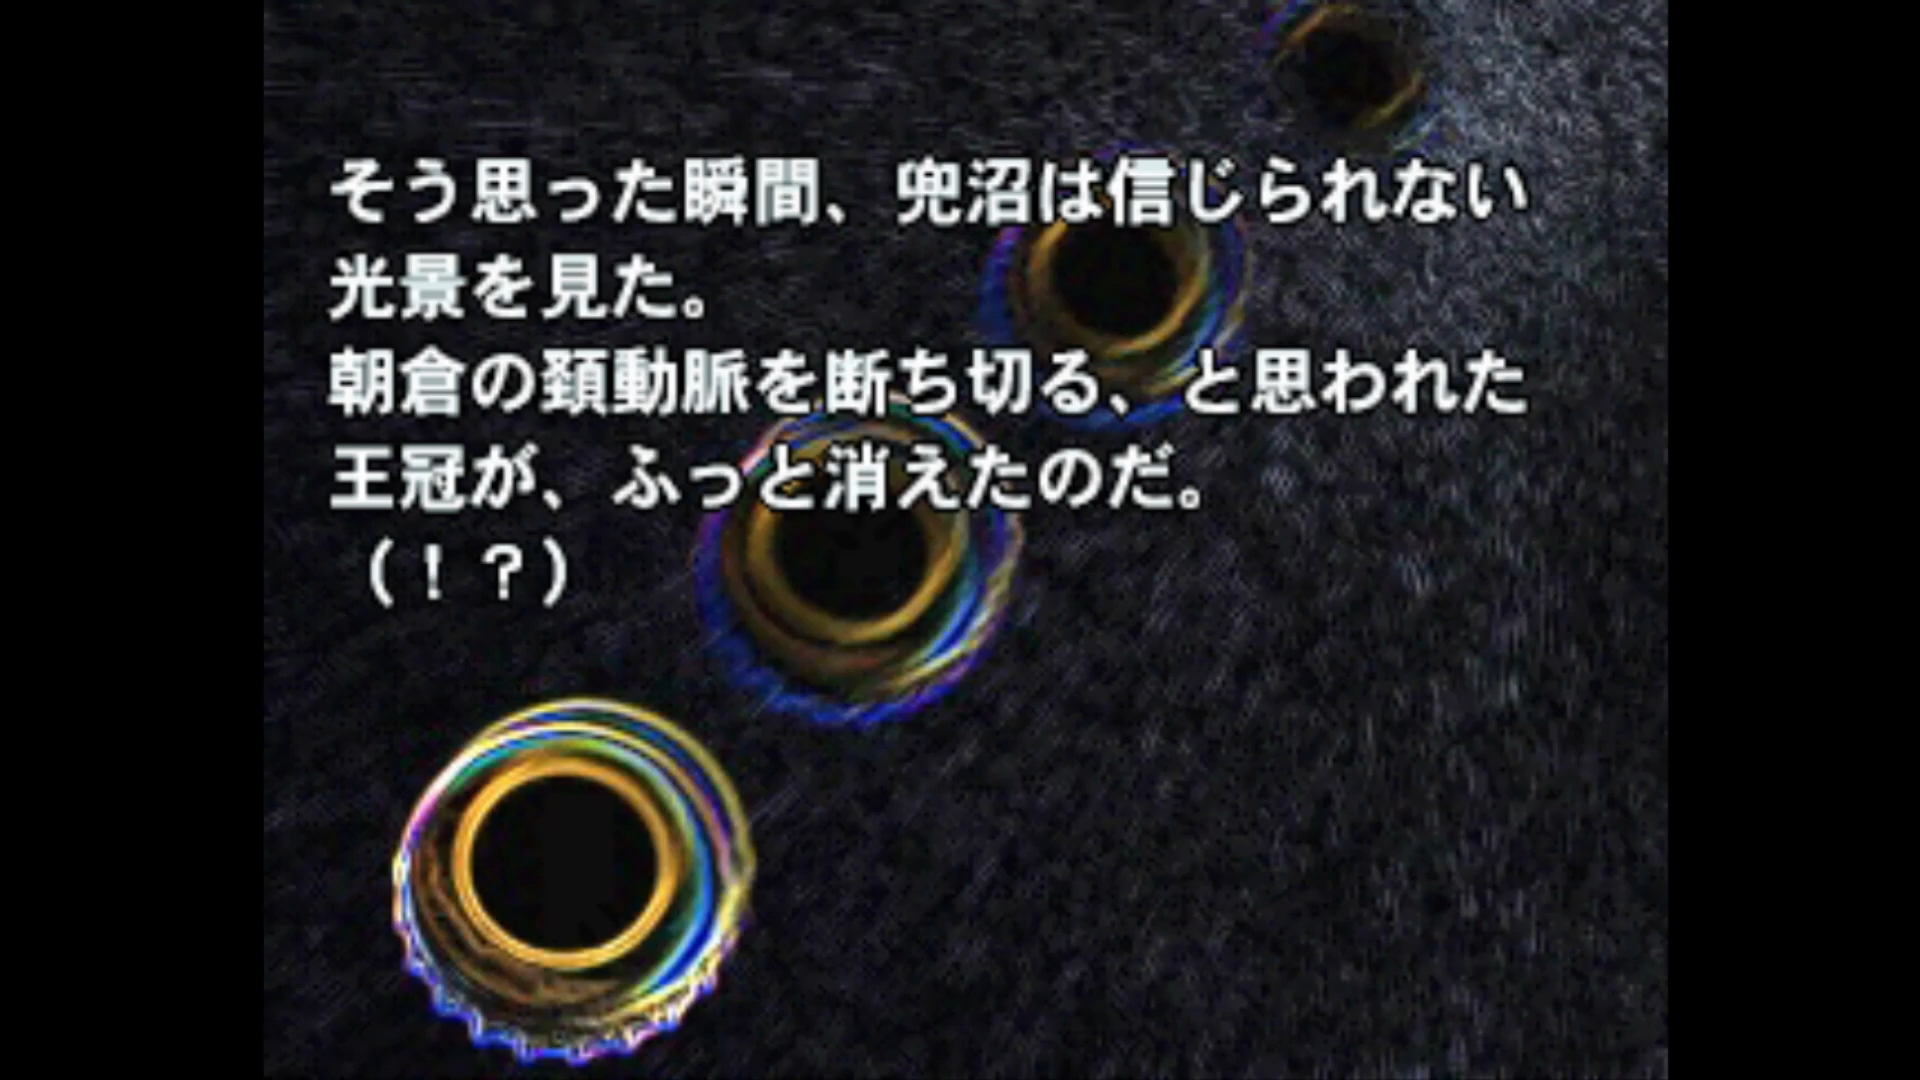 そう思った瞬間、兜沼は信じられない
光景を見た。
朝倉の頚動脈を断ち切る、と思われた
王冠が、ふっと消えたのだ。
（！？）